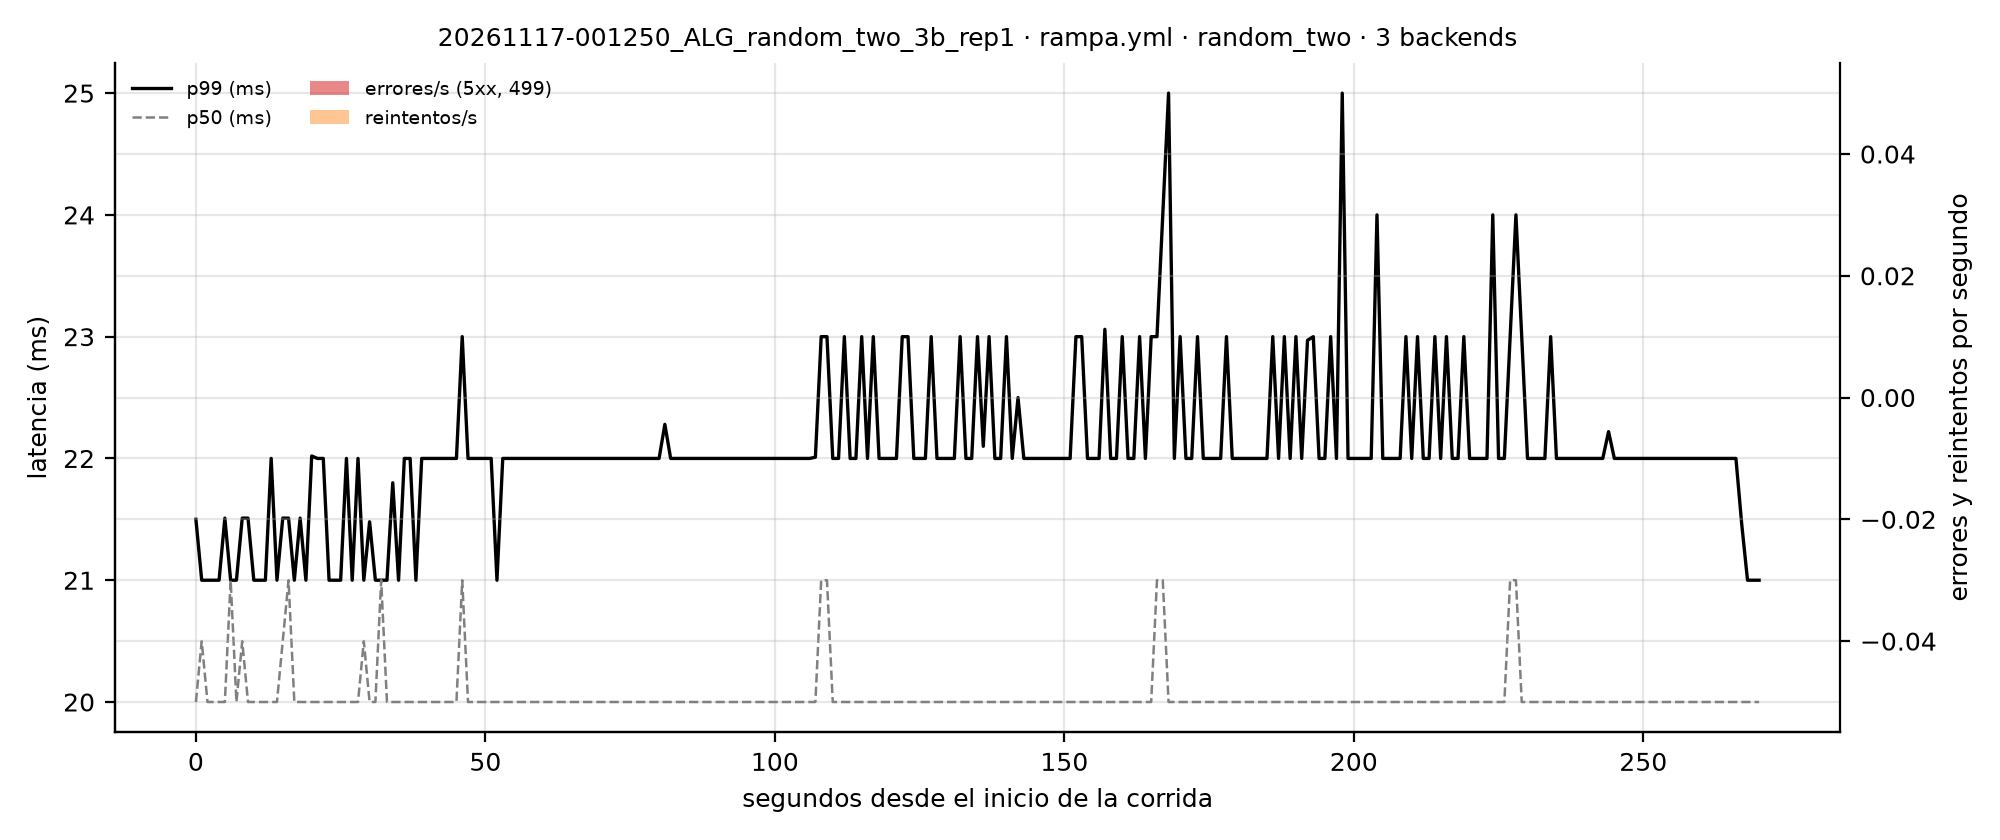 20261117-001250_ALG_random_two_3b_rep1 · rampa.yml · random_two · 3 backends
p99 (ms)
p50 (ms)
errores/s (5xx, 499)
reintentos/s
latencia (ms)
25
24
23
22
21
20
0.04
0.02
0.00
−0.02
−0.04
errores y reintentos por segundo
0
50
100
150
200
250
segundos desde el inicio de la corrida